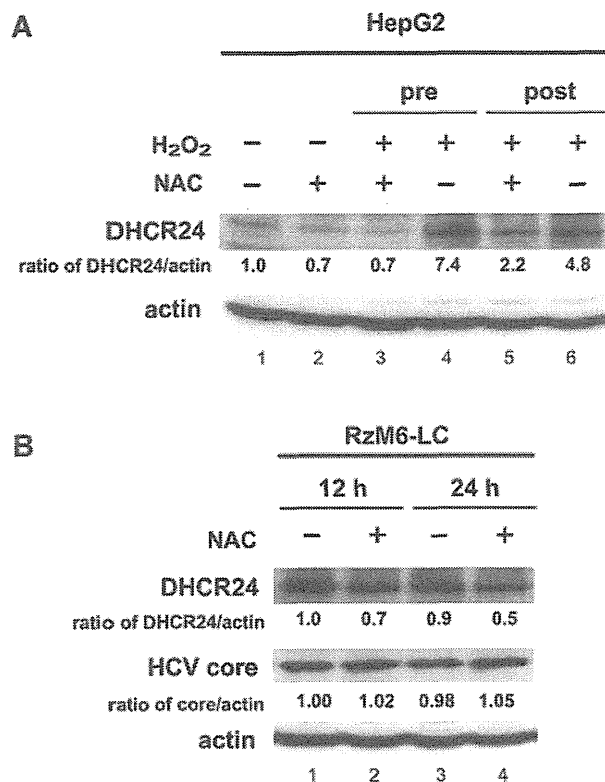 A
HepG2
pre post
H₂O₂ − − + + + +
NAC − + + − + −
DHCR24
ratio of DHCR24/actin 1.0 0.7 0.7 7.4 2.2 4.8
actin
1 2 3 4 5 6
B
RzM6-LC
12 h 24 h
NAC − + − +
DHCR24
ratio of DHCR24/actin 1.0 0.7 0.9 0.5
HCV core
ratio of core/actin 1.00 1.02 0.98 1.05
actin
1 2 3 4